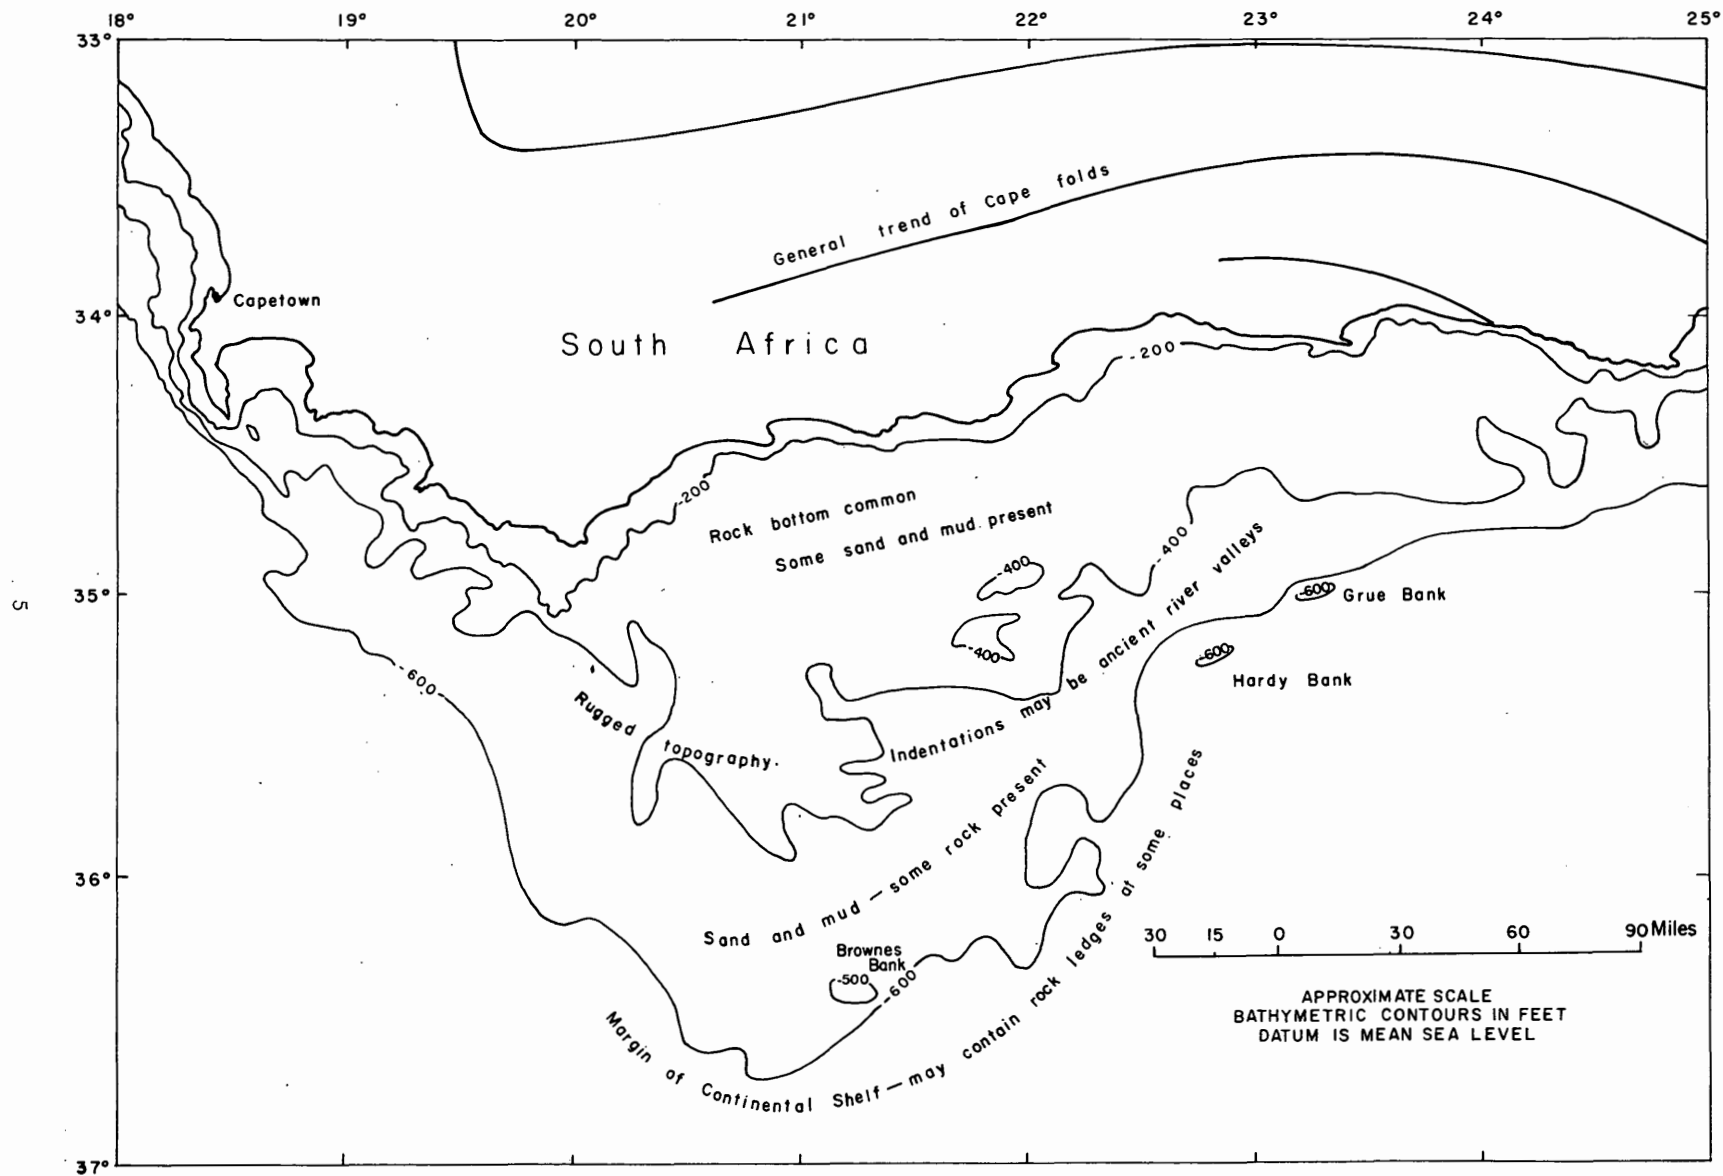 18° 19° 20° 21° 22° 23° 24° 25°
33°
General trend of Cape folds
Capetown
34°
South Africa
-200
-200
Rock bottom common
Some sand and mud present
-400
-400
-400
35°
-600
Grue Bank
-600
Hardy Bank
-600
Indentations may be ancient river valleys
Rugged topography
Sand and mud — some rock present
36°
Brownes
Bank
-500
-600
Margin of Continental Shelf — may contain rock ledges at some places
30 15 0 30 60 90 Miles
APPROXIMATE SCALE
BATHYMETRIC CONTOURS IN FEET
DATUM IS MEAN SEA LEVEL
37°
5